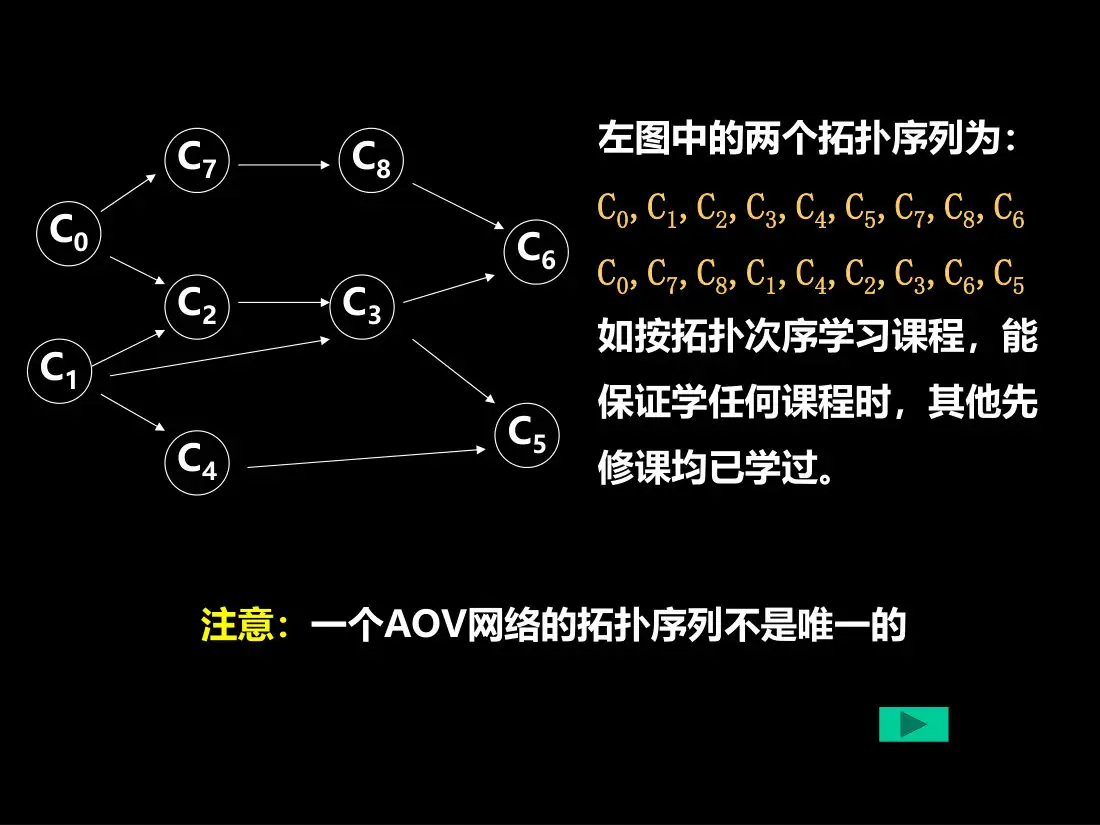 C7
C8
C0
C6
C2
C3
C1
C5
C4
左图中的两个拓扑序列为：
C0, C1, C2, C3, C4, C5, C7, C8, C6
C0, C7, C8, C1, C4, C2, C3, C6, C5
如按拓扑次序学习课程，能
保证学任何课程时，其他先
修课均已学过。
注意：一个AOV网络的拓扑序列不是唯一的